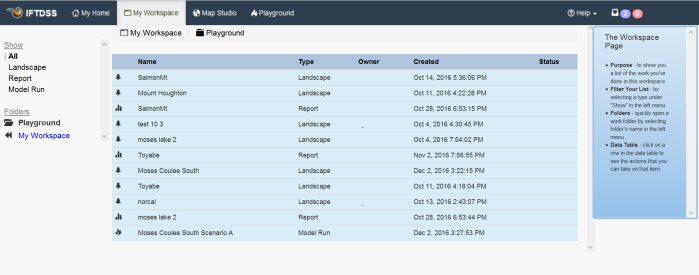 IFTDSS My Home My Workspace Map Studio Playground Help 2 0
My Workspace / Playground
Show
All
Landscape
Report
Model Run
Folders
Playground
My Workspace
Name Type Owner Created Status
SalmonMt Landscape Oct 14, 2016 5:36:06 PM
Mount Houghton Landscape Oct 11, 2016 4:22:28 PM
SalmonMt Report Oct 28, 2016 6:53:15 PM
test 10 3 Landscape Oct 4, 2016 4:30:45 PM
moses lake 2 Landscape Oct 4, 2016 7:54:02 PM
Toyabe Report Nov 2, 2016 7:56:55 PM
Moses Coulee South Landscape Dec 2, 2016 3:22:15 PM
Toyabe Landscape Oct 11, 2016 4:18:04 PM
norcal Landscape Oct 13, 2016 2:43:07 PM
moses lake 2 Report Oct 28, 2016 6:53:44 PM
Moses Coulee South Scenario A Model Run Dec 2, 2016 3:27:53 PM
The Workspace
Page
• Purpose - to show you
a list of the work you've
done in this workspace
• Filter Your List - by
selecting a type under
"Show" in the left menu
• Folders - quickly open a
work folder by selecting
folder's name in the left
menu
• Data Table - click on a
row in the data table to
see the actions that you
can take on that item